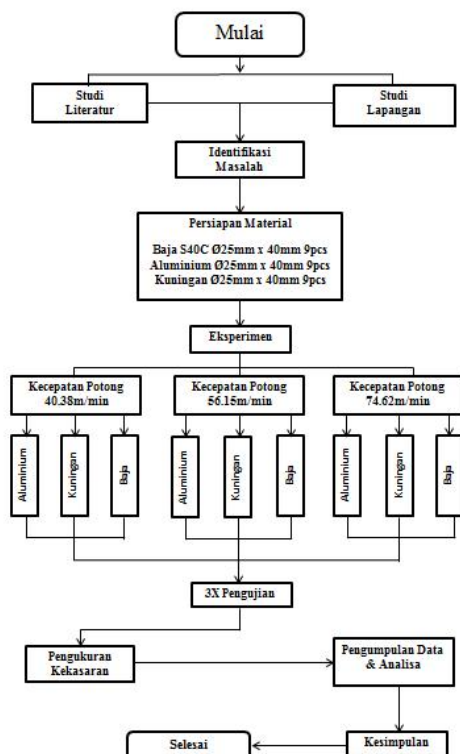 Mulai
Studi
Literatur
Studi
Lapangan
Identifikasi
Masalah
Persiapan Material
Baja S40C Ø25mm x 40mm 9pcs
Aluminium Ø25mm x 40mm 9pcs
Kuningan Ø25mm x 40mm 9pcs
Eksperimen
Kecepatan Potong
40.38m/min
Kecepatan Potong
56.15m/min
Kecepatan Potong
74.62m/min
Aluminium
Kuningan
Baja
Aluminium
Kuningan
Baja
Aluminium
Kuningan
Baja
3X Pengujian
Pengukuran
Kekasaran
Pengumpulan Data
& Analisa
Selesai
Kesimpulan